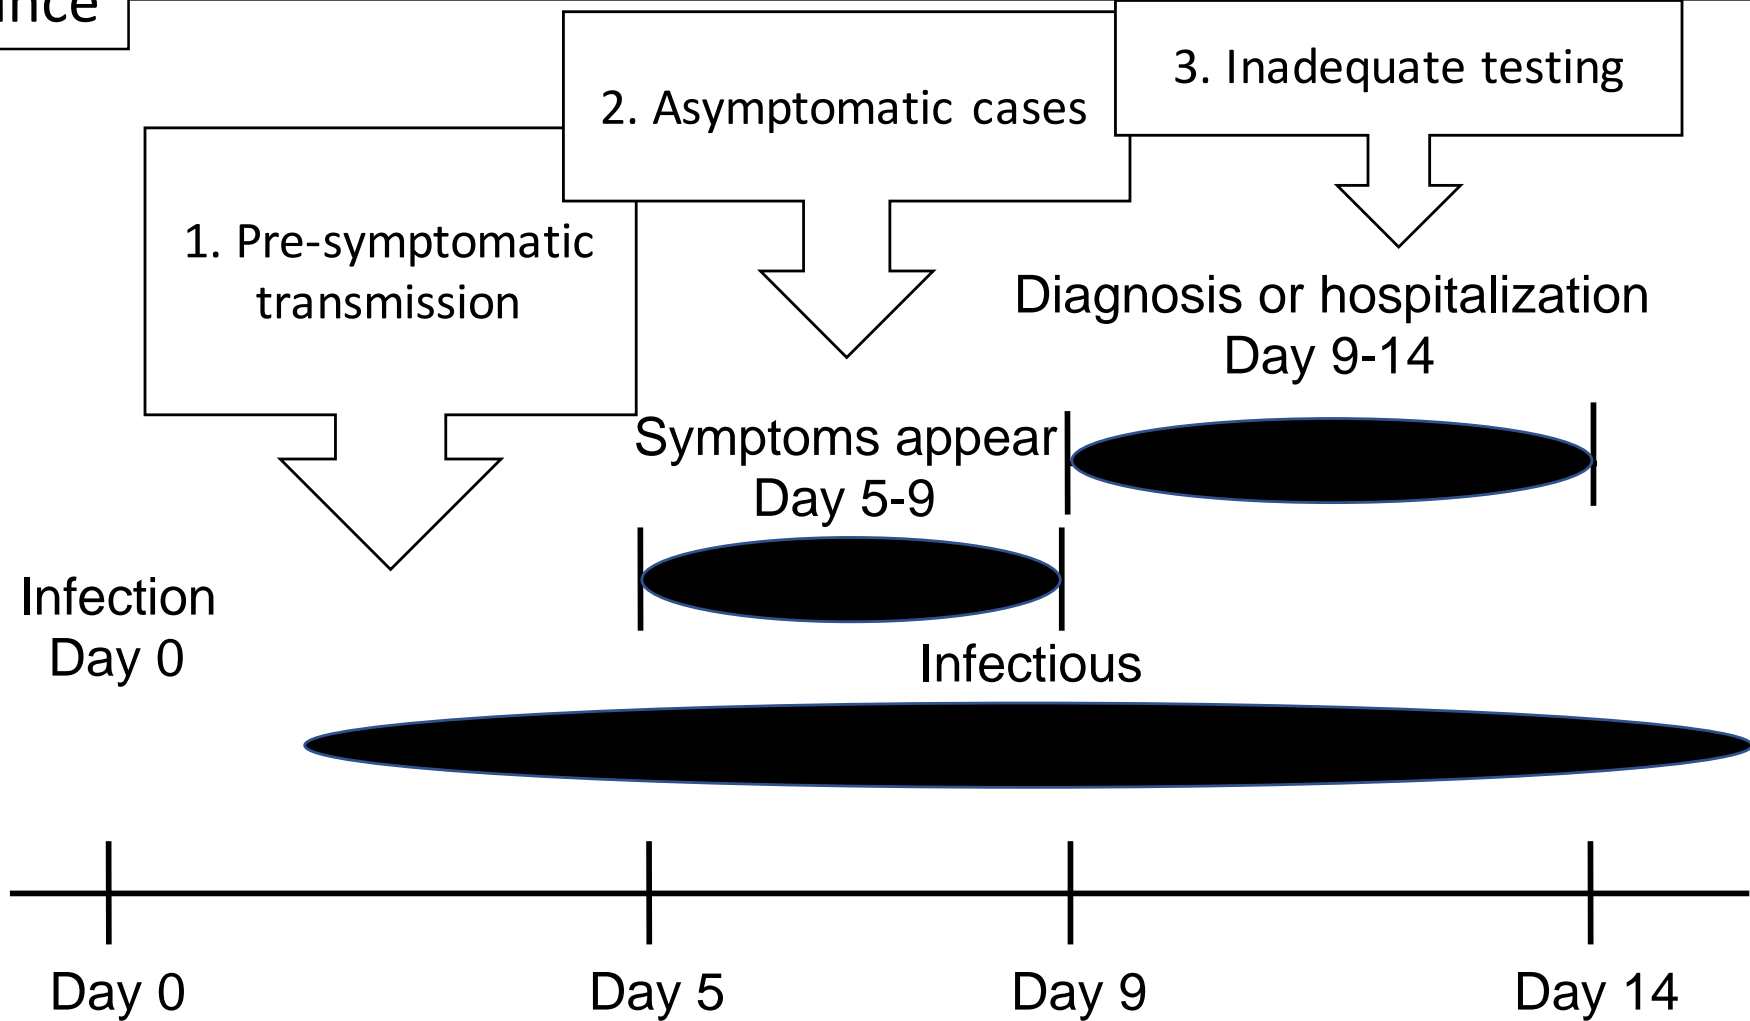 3. Inadequate testing
2. Asymptomatic cases
1. Pre-symptomatic
transmission
Diagnosis or hospitalization
Day 9-14
Symptoms appear
Day 5-9
Infection
Day 0
Infectious
Day 0
Day 5
Day 9
Day 14